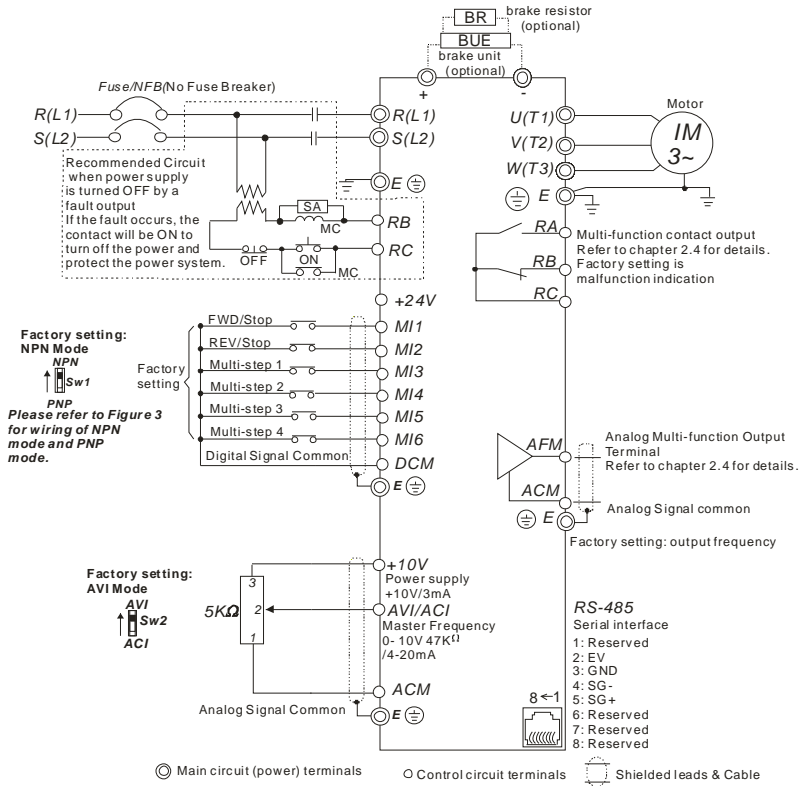 brake resistor
(optional)
BR
BUE
brake unit
(optional)
+
-
Fuse/NFB(No Fuse Breaker)
R(L1)
S(L2)
R(L1)
S(L2)
E
Recommended Circuit
when power supply
is turned OFF by a
fault output
If the fault occurs, the
contact will be ON to
turn off the power and
protect the power system.
SA
MC
RB
OFF
ON
MC
RC
U(T1)
V(T2)
W(T3)
E
Motor
IM
3~
RA
RB
RC
Multi-function contact output
Refer to chapter 2.4 for details.
Factory setting is
malfunction indication
+24V
FWD/Stop
MI1
REV/Stop
MI2
Multi-step 1
MI3
Multi-step 2
MI4
Multi-step 3
MI5
Multi-step 4
MI6
Digital Signal Common
DCM
E
Factory
setting
Factory setting:
NPN Mode
NPN
Sw1
PNP
Please refer to Figure 3
for wiring of NPN
mode and PNP
mode.
AFM
ACM
E
Analog Multi-function Output
Terminal
Refer to chapter 2.4 for details.
Analog Signal common
Factory setting: output frequency
Factory setting:
AVI Mode
AVI
Sw2
ACI
5KΩ
3
2
1
+10V
Power supply
+10V/3mA
AVI/ACI
Master Frequency
0- 10V 47KΩ
/4-20mA
ACM
Analog Signal Common
E
RS-485
Serial interface
1: Reserved
2: EV
3: GND
4: SG-
5: SG+
6: Reserved
7: Reserved
8: Reserved
8←1
Main circuit (power) terminals
Control circuit terminals
Shielded leads & Cable